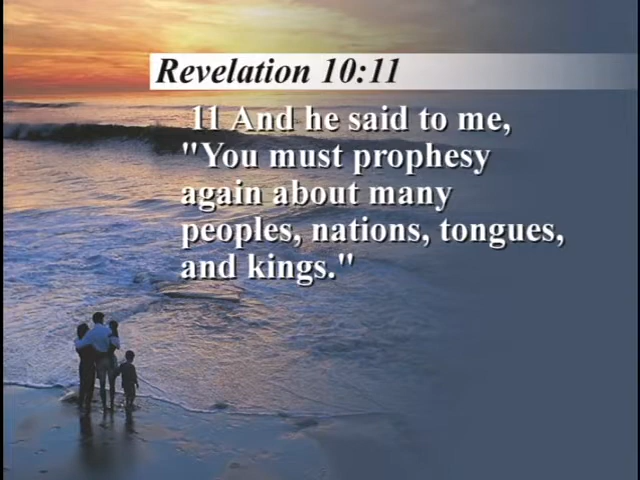 Revelation 10:11
11 And he said to me,
"You must prophesy
again about many
peoples, nations, tongues,
and kings."